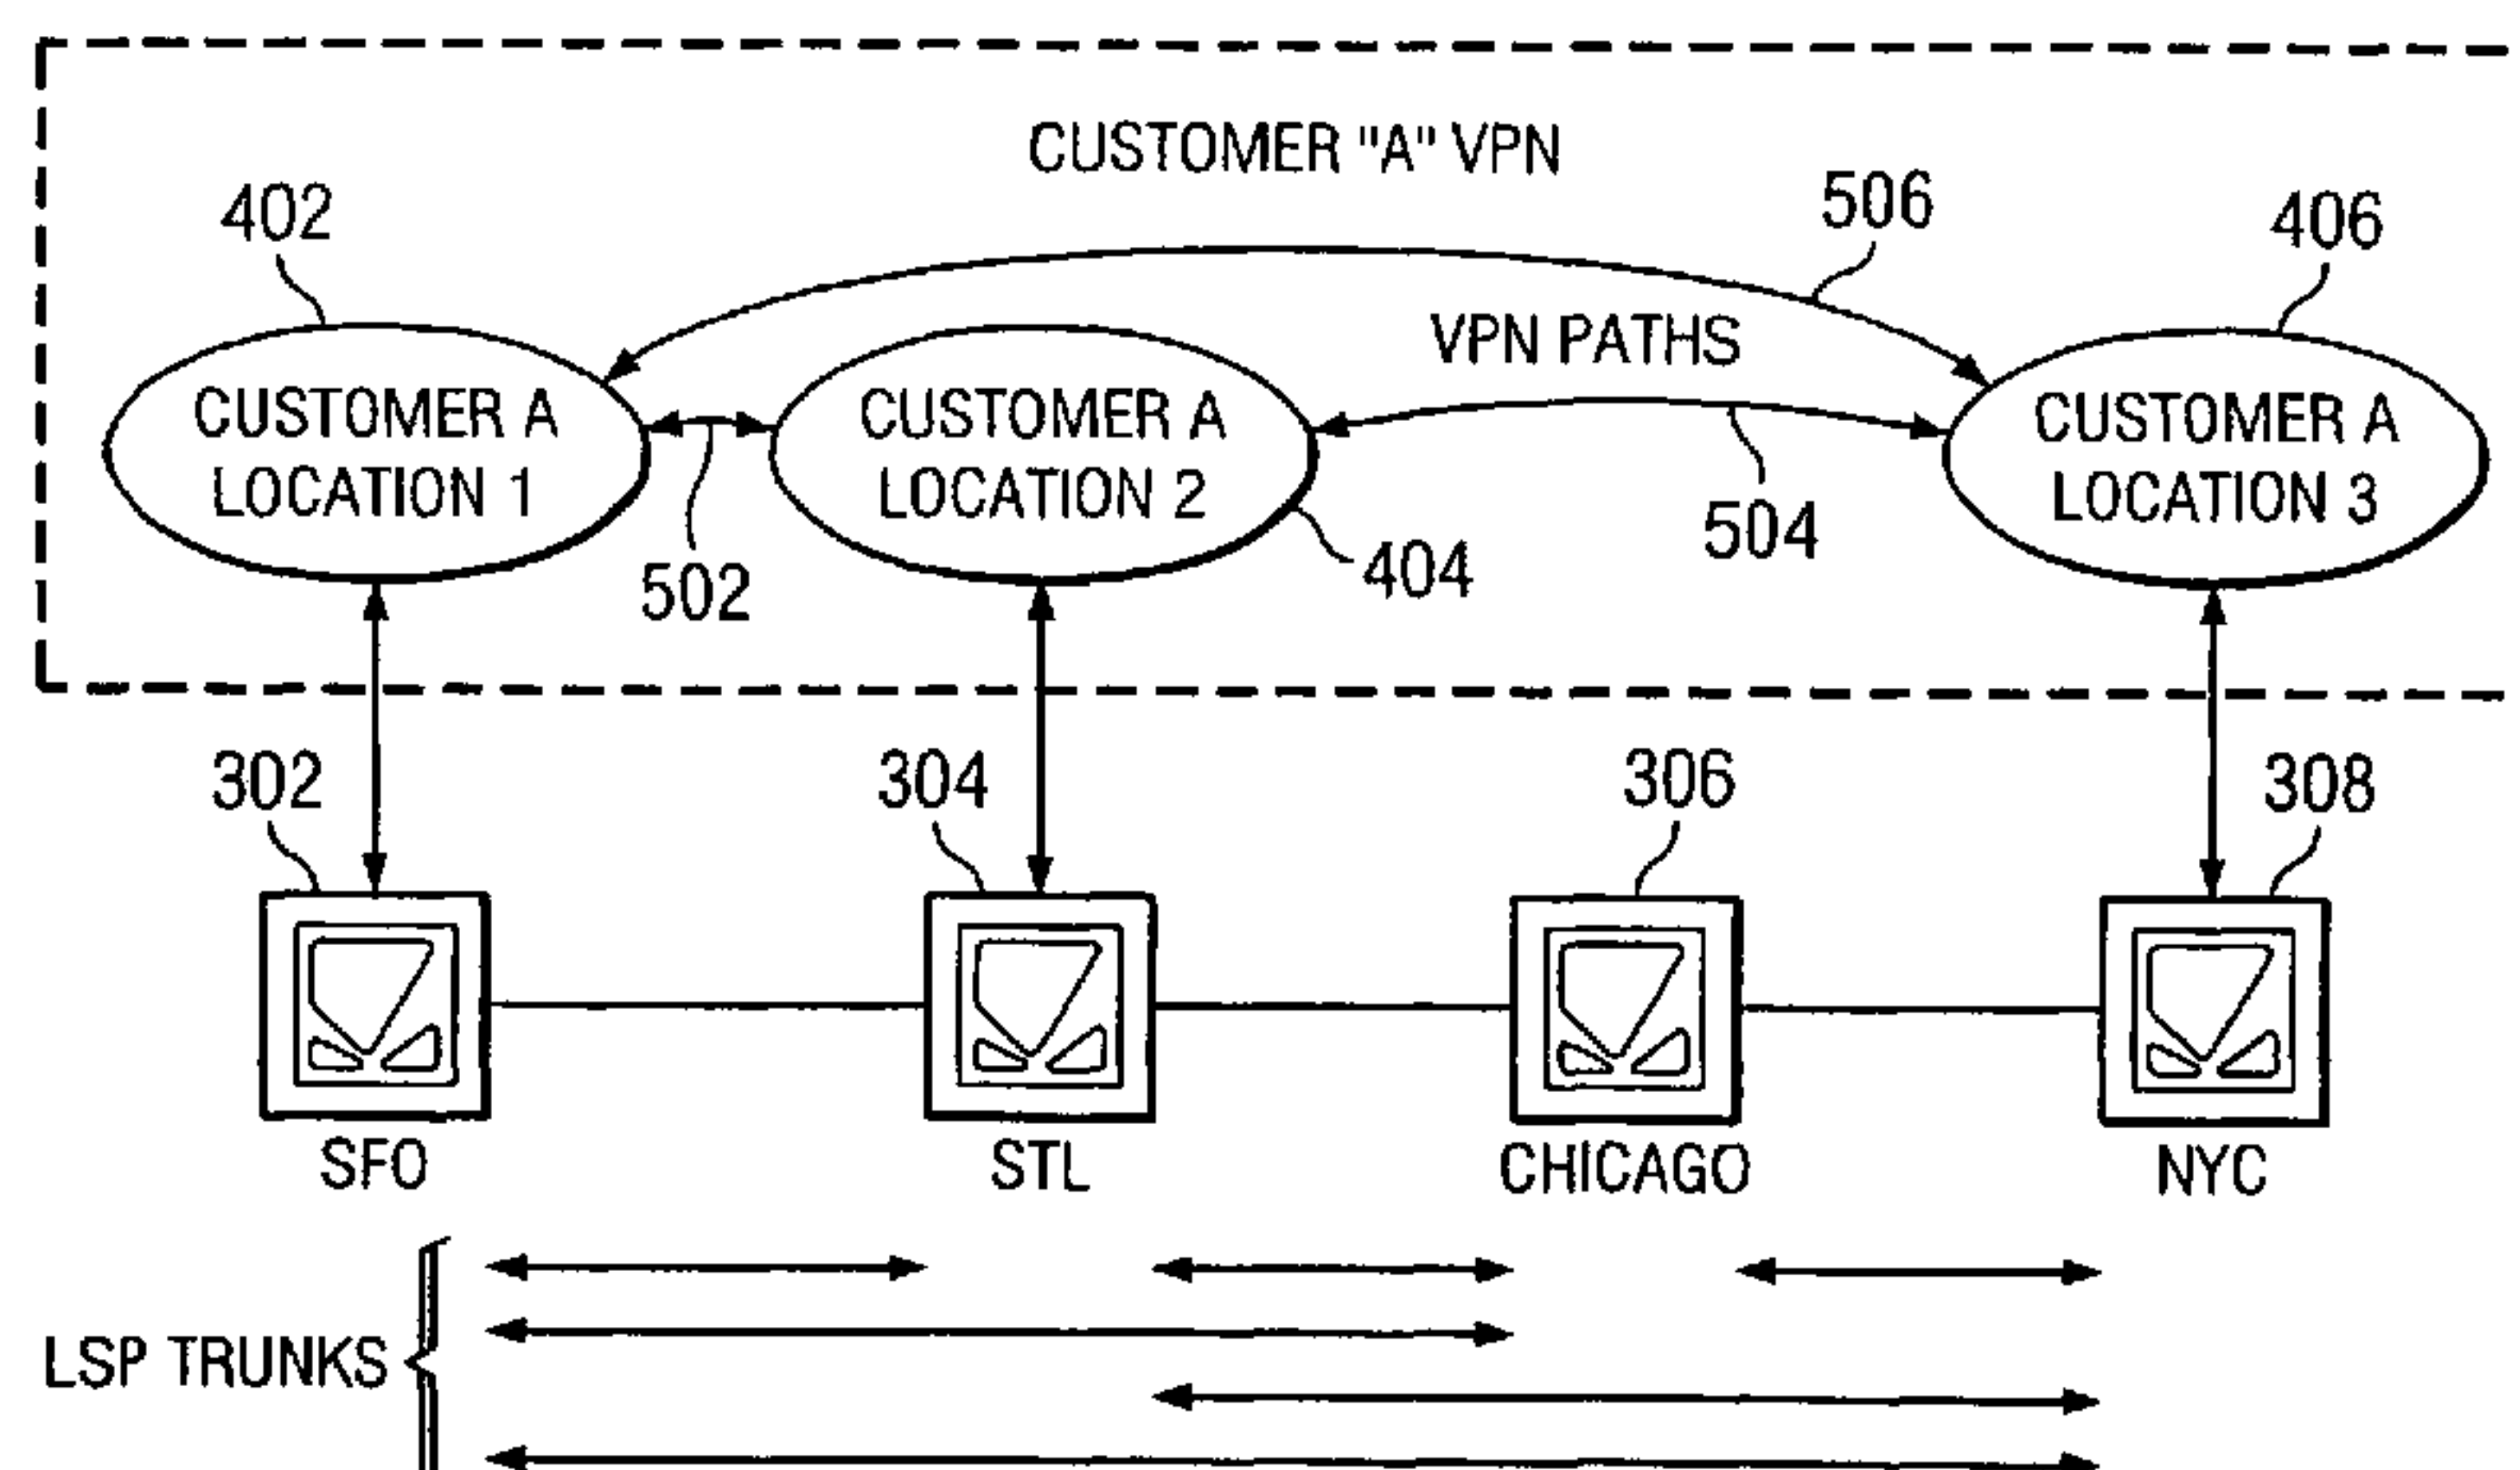 CUSTOMER "A" VPN
402
506
406
VPN PATHS
CUSTOMER A
LOCATION 1
CUSTOMER A
LOCATION 2
CUSTOMER A
LOCATION 3
502
404
504
302
304
306
308
SFO
STL
CHICAGO
NYC
LSP TRUNKS